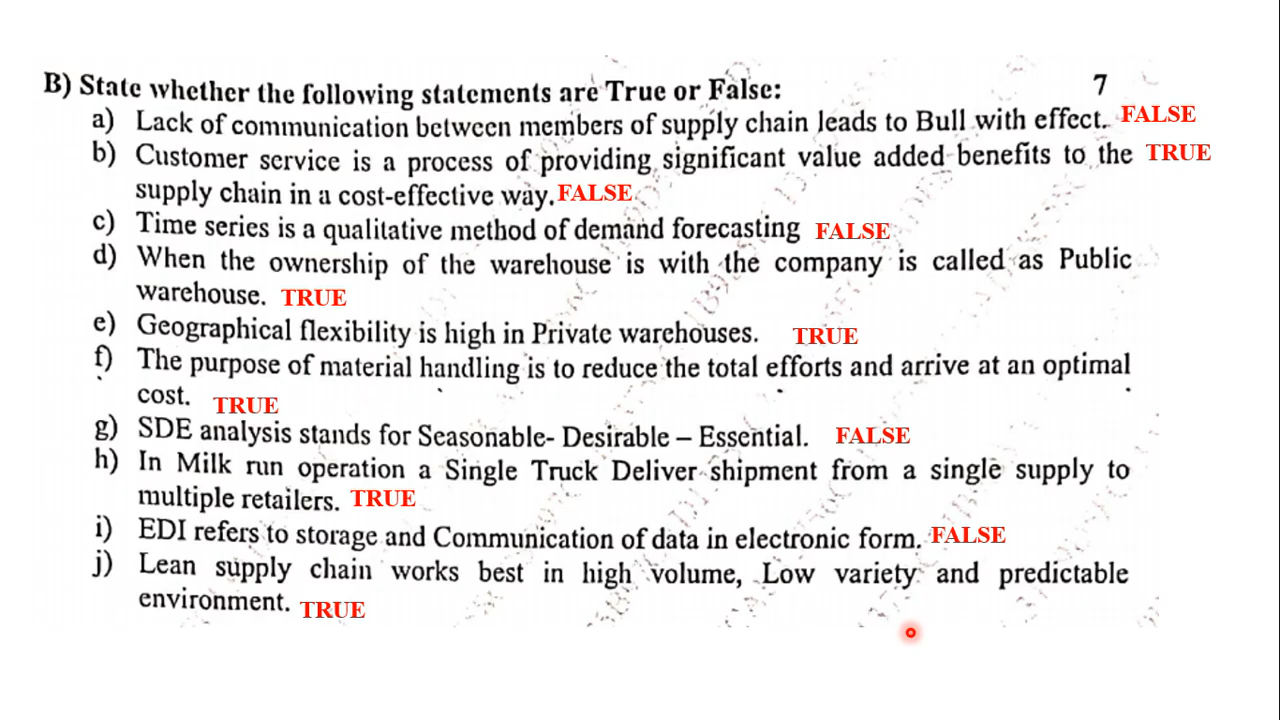 B) State whether the following statements are True or False: 7
a) Lack of communication between members of supply chain leads to Bull with effect. FALSE
b) Customer service is a process of providing significant value added benefits to the TRUE
supply chain in a cost-effective way. FALSE
c) Time series is a qualitative method of demand forecasting FALSE
d) When the ownership of the warehouse is with the company is called as Public
warehouse. TRUE
e) Geographical flexibility is high in Private warehouses. TRUE
f) The purpose of material handling is to reduce the total efforts and arrive at an optimal
cost. TRUE
g) SDE analysis stands for Seasonable- Desirable – Essential. FALSE
h) In Milk run operation a Single Truck Deliver shipment from a single supply to
multiple retailers. TRUE
i) EDI refers to storage and Communication of data in electronic form. FALSE
j) Lean supply chain works best in high volume, Low variety and predictable
environment. TRUE